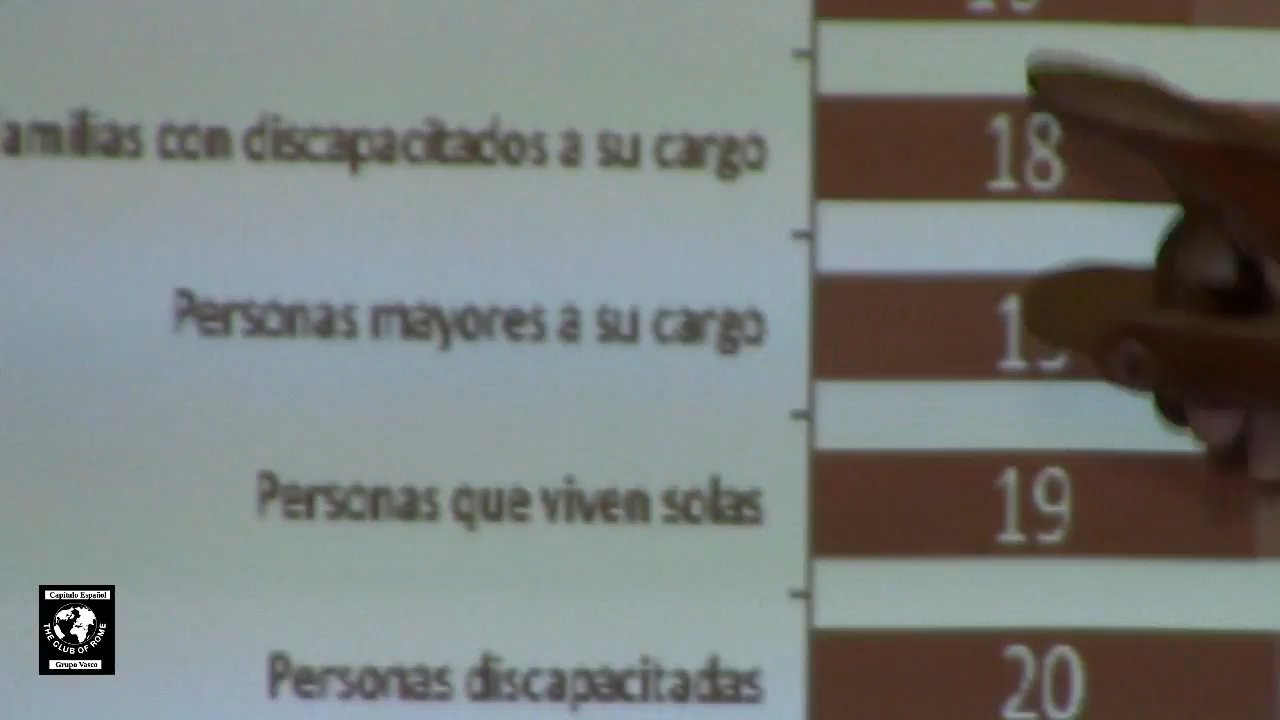 amilias con discapacitados a su cargo 18
Personas mayores a su cargo
Personas que viven solas 19
Personas discapacitadas 20
Capítulo Español
THE CLUB OF ROME
Grupo Vasco